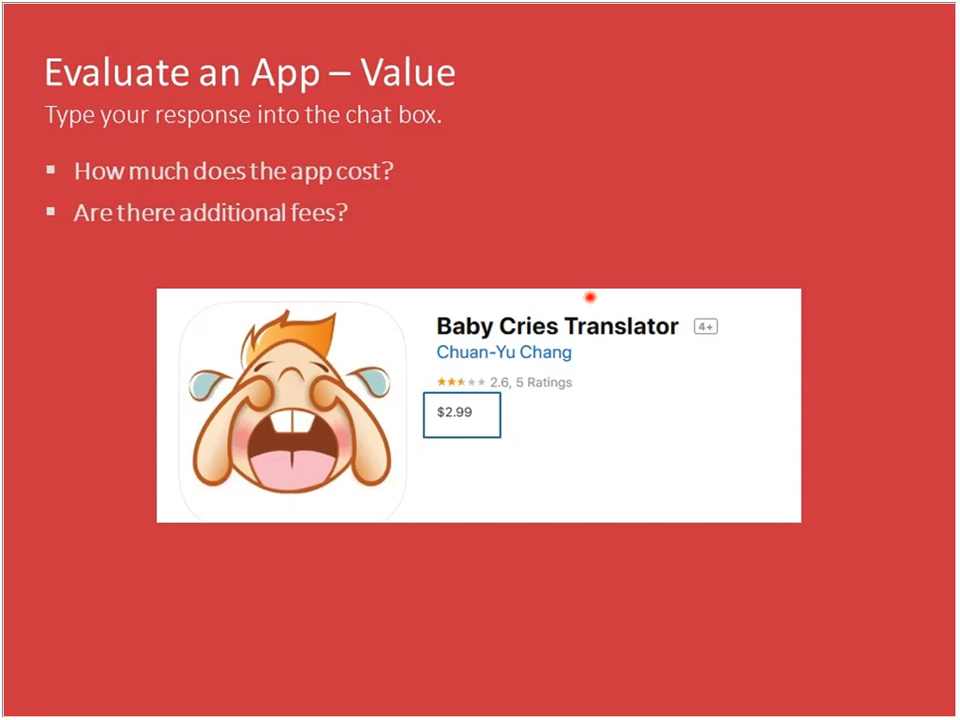 Evaluate an App – Value
Type your response into the chat box.
▪ How much does the app cost?
▪ Are there additional fees?
Baby Cries Translator 4+
Chuan-Yu Chang
2.6, 5 Ratings
$2.99